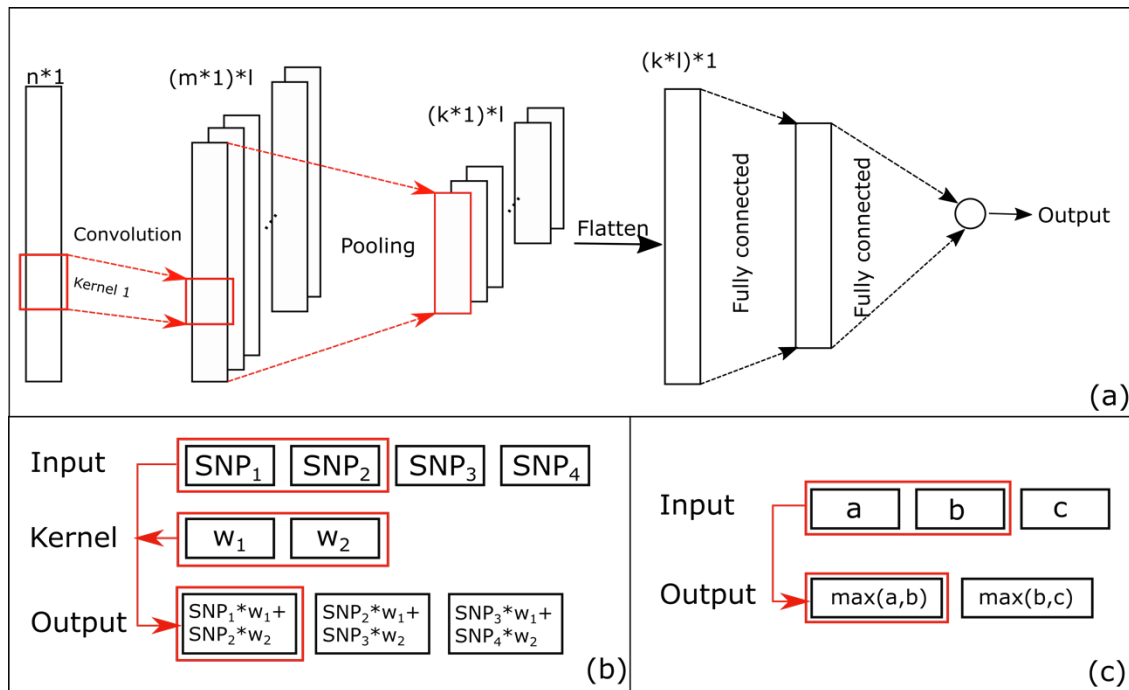 n*1
(m*1)*l
(k*1)*l
(k*l)*1
Convolution
Kernel 1
...
Pooling
...
Flatten
Fully connected
Fully connected
Output
(a)
Input
SNP₁ SNP₂ SNP₃ SNP₄
Kernel
w₁ w₂
Output
SNP₁*w₁+
SNP₂*w₂
SNP₂*w₁+
SNP₃*w₂
SNP₃*w₁+
SNP₄*w₂
(b)
Input
a b c
Output
max(a,b) max(b,c)
(c)